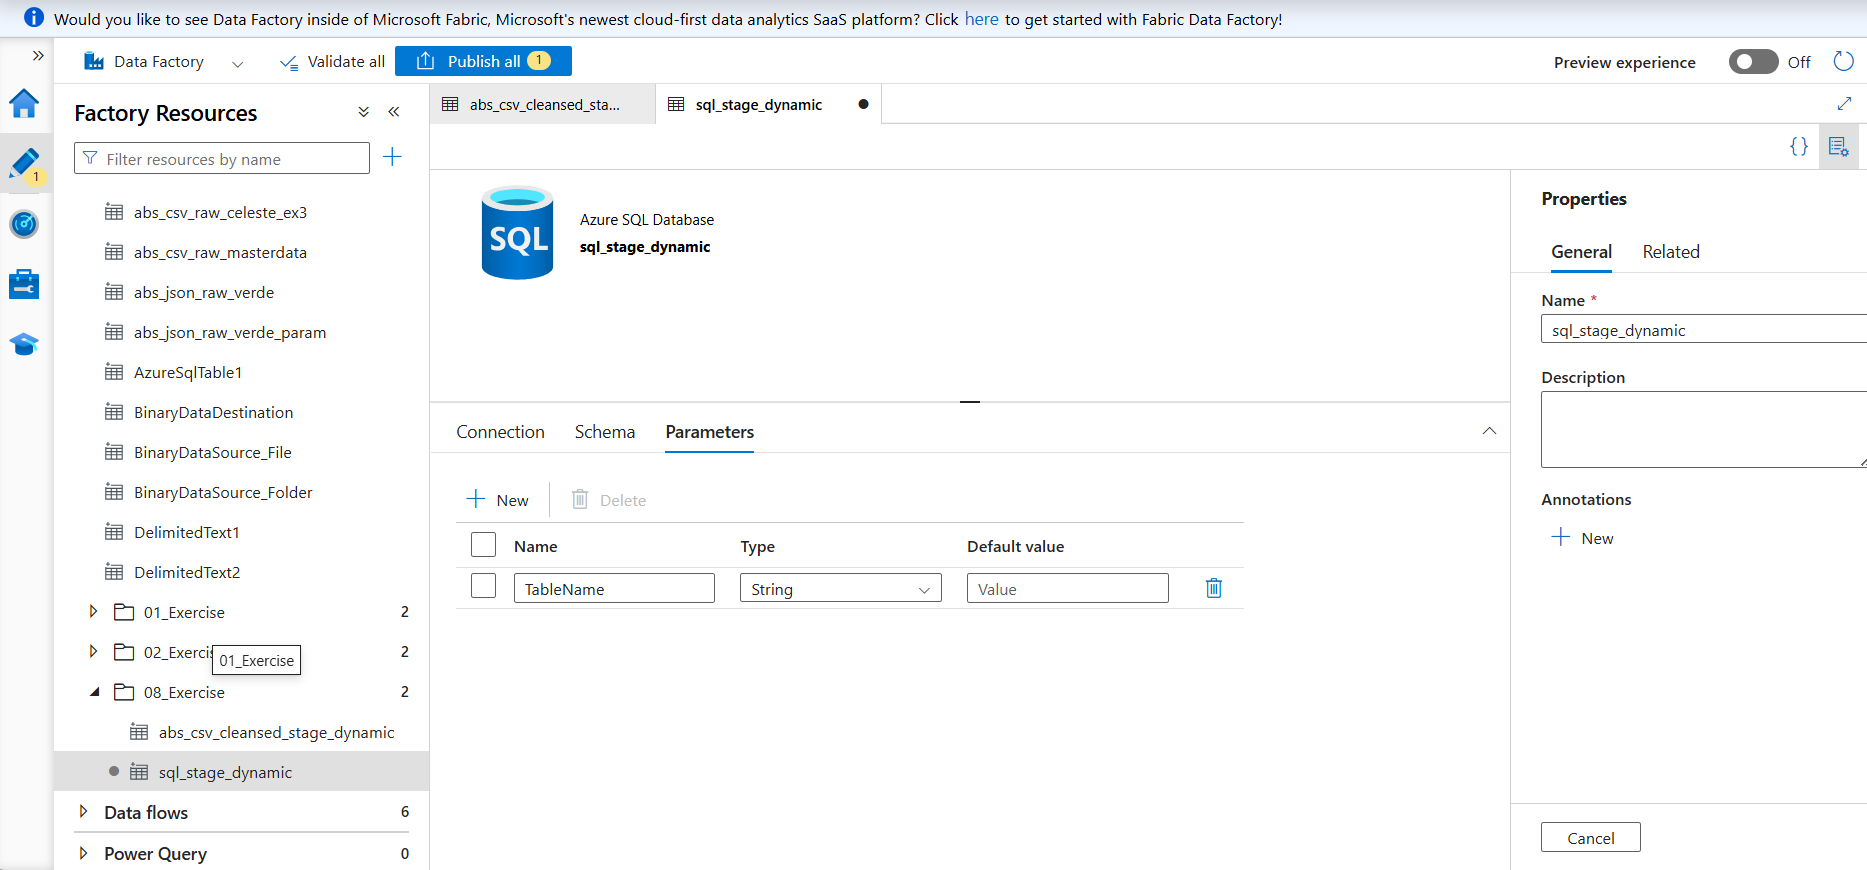 Would you like to see Data Factory inside of Microsoft Fabric, Microsoft's newest cloud-first data analytics SaaS platform? Click here to get started with Fabric Data Factory!
Data Factory
Validate all
Publish all 1
Preview experience
Off
Factory Resources
Filter resources by name
1
abs_csv_raw_celeste_ex3
abs_csv_raw_masterdata
abs_json_raw_verde
abs_json_raw_verde_param
AzureSqlTable1
BinaryDataDestination
BinaryDataSource_File
BinaryDataSource_Folder
DelimitedText1
DelimitedText2
01_Exercise 2
02_Exercis 2
01_Exercise
08_Exercise 2
abs_csv_cleansed_stage_dynamic
sql_stage_dynamic
Data flows 6
Power Query 0
abs_csv_cleansed_sta...
sql_stage_dynamic
{}
SQL
Azure SQL Database
sql_stage_dynamic
Connection Schema Parameters
New Delete
Name Type Default value
TableName String Value
Properties
General Related
Name *
sql_stage_dynamic
Description
Annotations
New
Cancel